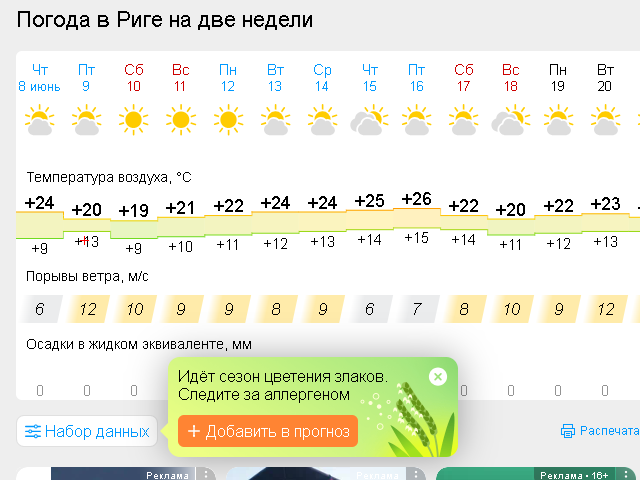 Погода в Риге на две недели
Чт Пт Сб Вс Пн Вт Ср Чт Пт Сб Вс Пн Вт
8 июнь 9 10 11 12 13 14 15 16 17 18 19 20
Температура воздуха, °C
+24 +20 +19 +21 +22 +24 +24 +25 +26 +22 +20 +22 +23
+9 +13 +9 +10 +11 +12 +13 +14 +15 +14 +11 +12 +13
Порывы ветра, м/с
6 12 10 9 9 8 9 6 7 8 10 9 12
Осадки в жидком эквиваленте, мм
0 0 0 0 0 0
Идёт сезон цветения злаков.
Следите за аллергеном
+ Добавить в прогноз
Набор данных
Распечата
Реклама Реклама Реклама • 16+